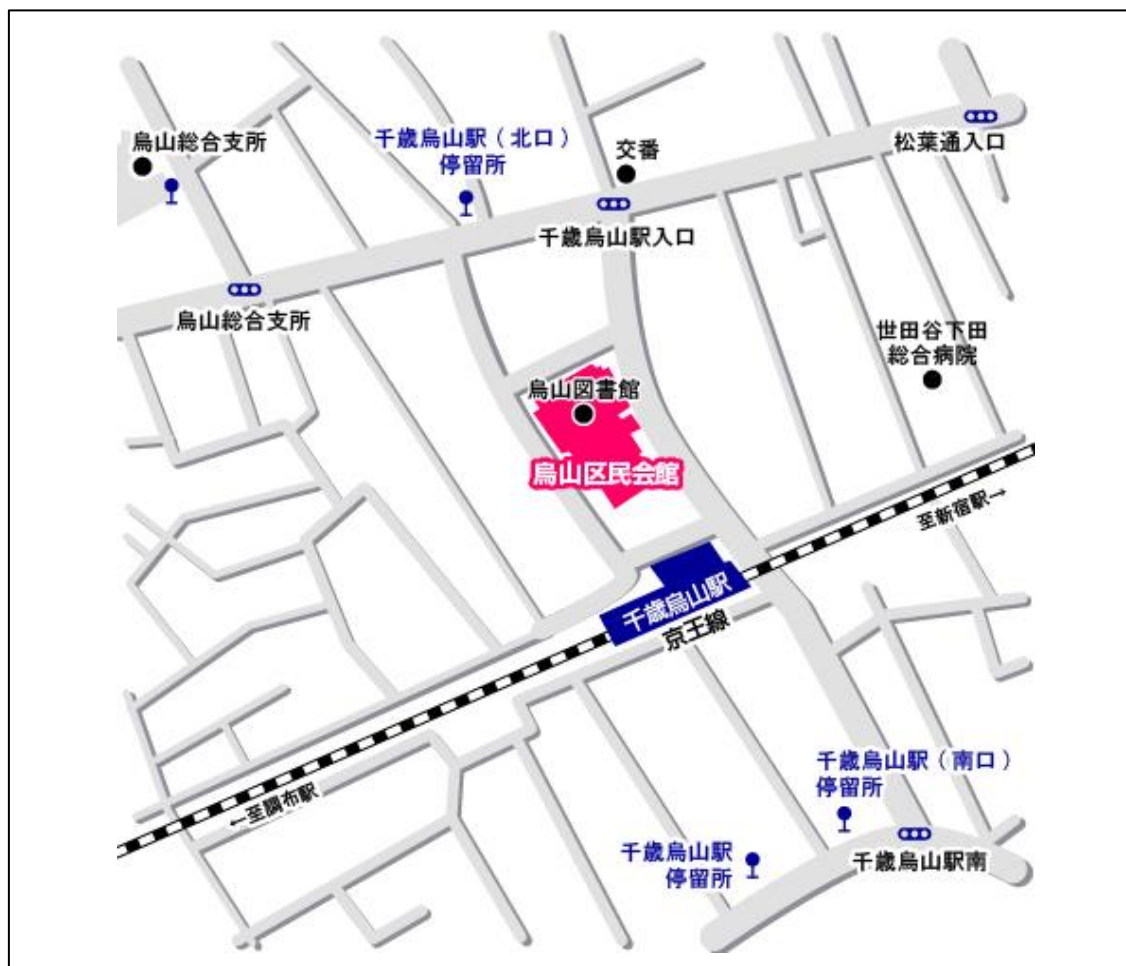 烏山総合支所
千歳烏山駅（北口）
停留所
交番
松葉通入口
千歳烏山駅入口
烏山総合支所
世田谷下田
総合病院
烏山図書館
烏山区民会館
至新宿駅→
千歳烏山駅
京王線
←至調布駅
千歳烏山駅（南口）
停留所
千歳烏山駅
停留所
千歳烏山駅南